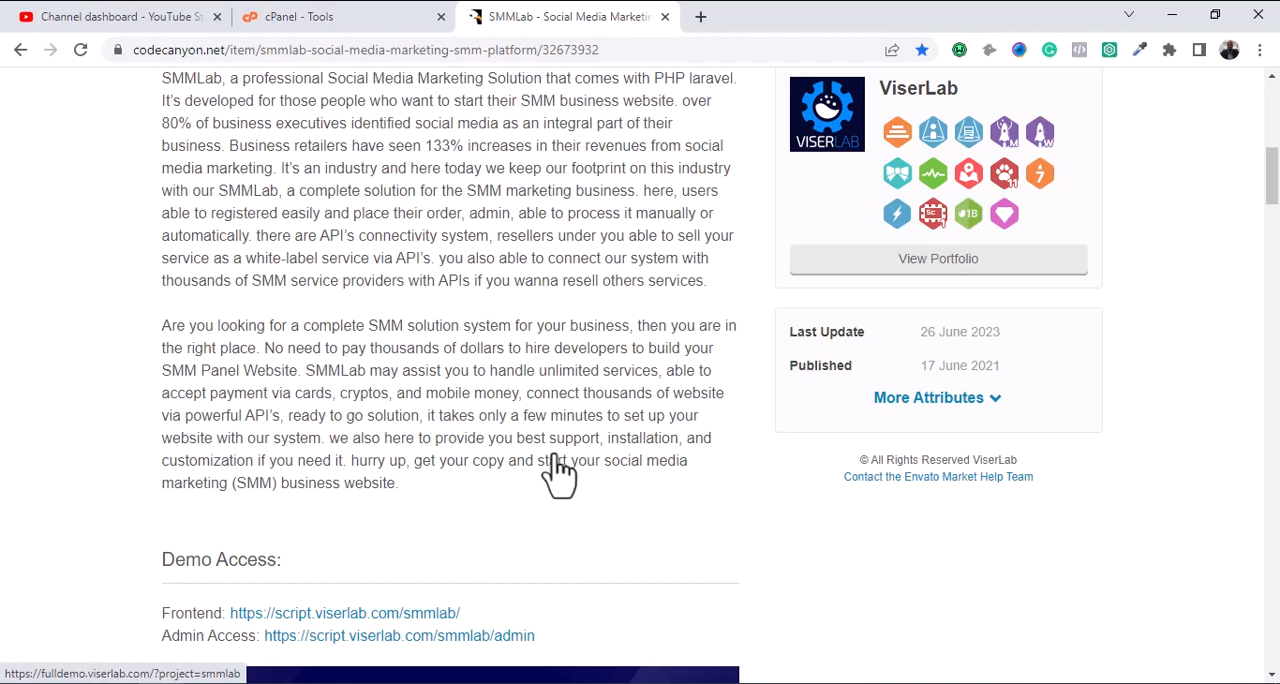 Channel dashboard - YouTube St
cPanel - Tools
SMMLab - Social Media Marketin
codecanyon.net/item/smmlab-social-media-marketing-smm-platform/32673932
SMMLab, a professional Social Media Marketing Solution that comes with PHP laravel.
It's developed for those people who want to start their SMM business website. over
80% of business executives identified social media as an integral part of their
business. Business retailers have seen 133% increases in their revenues from social
media marketing. It's an industry and here today we keep our footprint on this industry
with our SMMLab, a complete solution for the SMM marketing business. here, users
able to registered easily and place their order, admin, able to process it manually or
automatically. there are API's connectivity system, resellers under you able to sell your
service as a white-label service via API's. you also able to connect our system with
thousands of SMM service providers with APIs if you wanna resell others services.
Are you looking for a complete SMM solution system for your business, then you are in
the right place. No need to pay thousands of dollars to hire developers to build your
SMM Panel Website. SMMLab may assist you to handle unlimited services, able to
accept payment via cards, cryptos, and mobile money, connect thousands of website
via powerful API's, ready to go solution, it takes only a few minutes to set up your
website with our system. we also here to provide you best support, installation, and
customization if you need it. hurry up, get your copy and start your social media
marketing (SMM) business website.
Demo Access:
Frontend: https://script.viserlab.com/smmlab/
Admin Access: https://script.viserlab.com/smmlab/admin
https://fulldemo.viserlab.com/?project=smmlab
VISERLAB
ViserLab
M
W
11
7
SC
1
1B
View Portfolio
Last Update 26 June 2023
Published 17 June 2021
More Attributes
© All Rights Reserved ViserLab
Contact the Envato Market Help Team